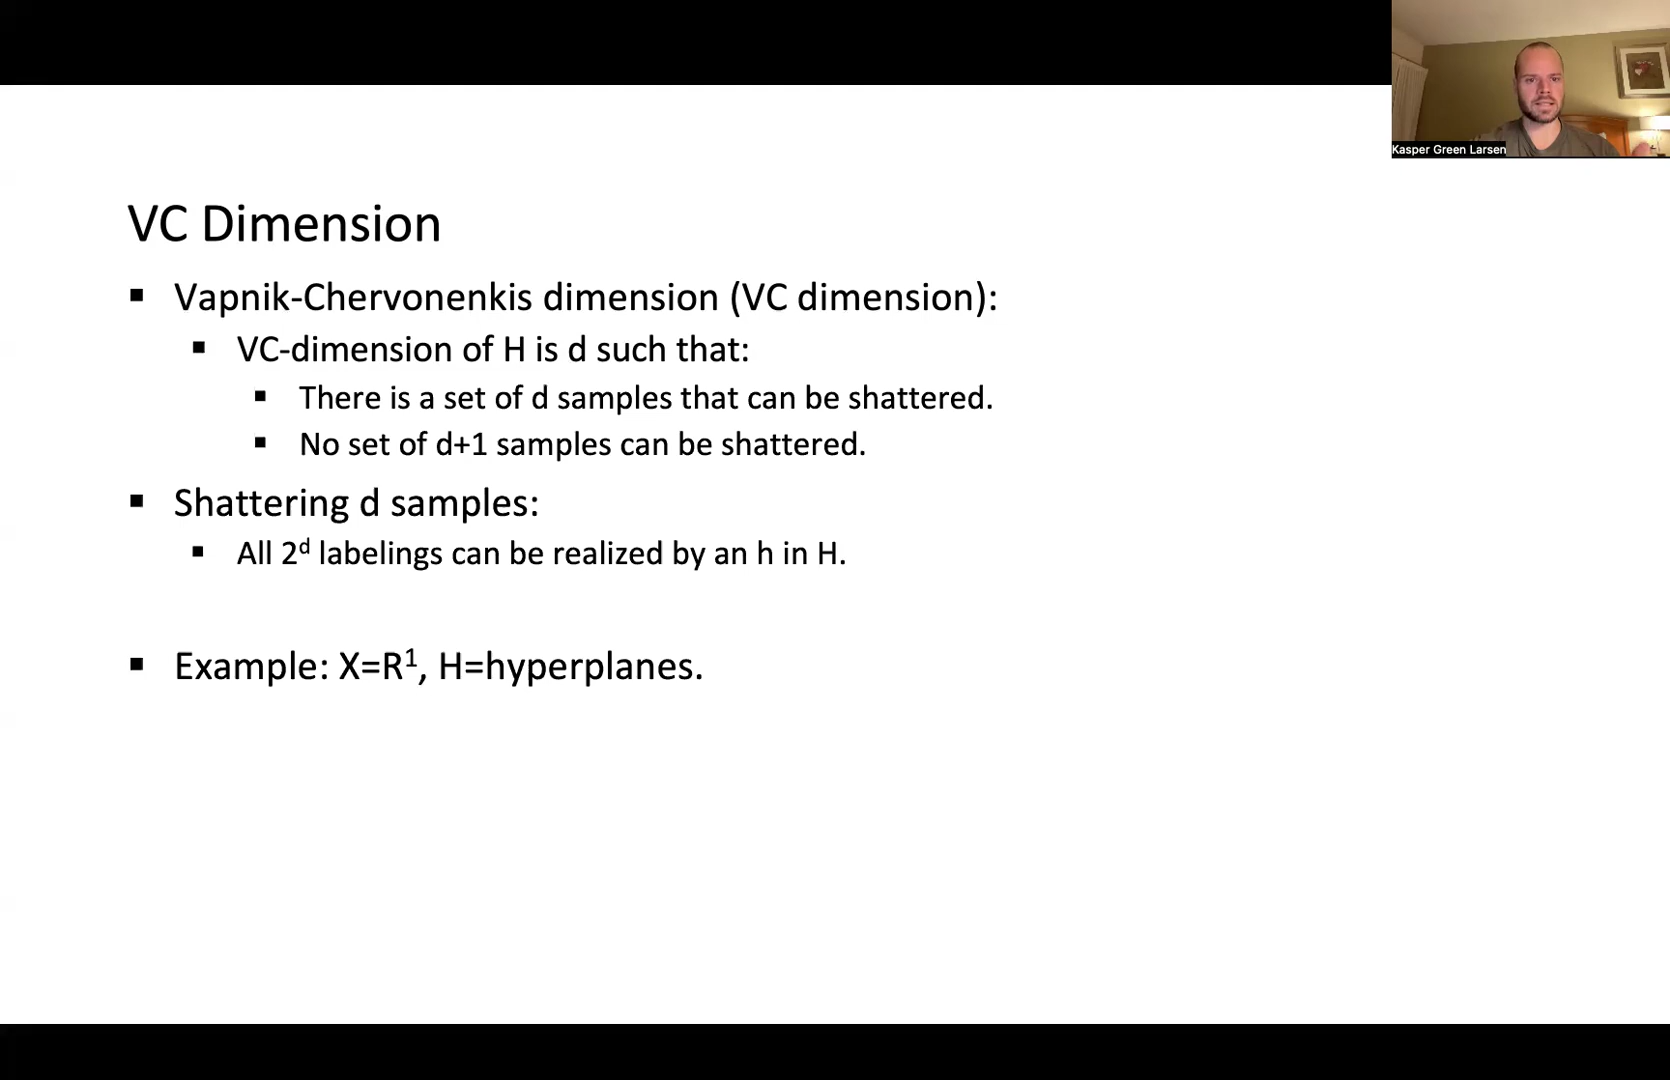 Kasper Green Larsen
VC Dimension
▪ Vapnik-Chervonenkis dimension (VC dimension):
▪ VC-dimension of H is d such that:
▪ There is a set of d samples that can be shattered.
▪ No set of d+1 samples can be shattered.
▪ Shattering d samples:
▪ All 2ᵈ labelings can be realized by an h in H.
▪ Example: X=R¹, H=hyperplanes.